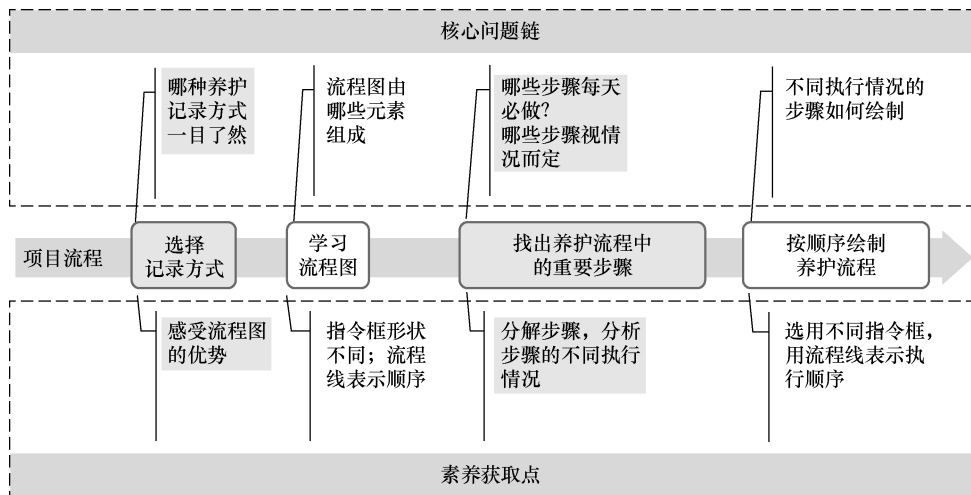 核心问题链
哪种养护
记录方式
一目了然
流程图由
哪些元素
组成
哪些步骤每天
必做?
哪些步骤视情
况而定
不同执行情况的
步骤如何绘制
项目流程
选择
记录方式
学习
流程图
找出养护流程中
的重要步骤
按顺序绘制
养护流程
感受流程图
的优势
指令框形状
不同；流程
线表示顺序
分解步骤，分析
步骤的不同执行
情况
选用不同指令框，
用流程线表示执
行顺序
素养获取点